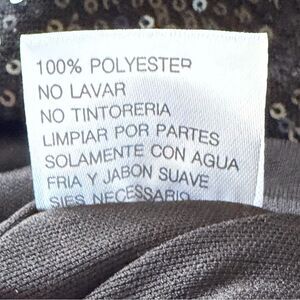 100% POLYESTER
NO LAVAR
NO TINTORERIA
LIMPIAR POR PARTES
SOLAMENTE CON AGUA
FRIA Y JABON SUAVE
SIES NECESSARIO